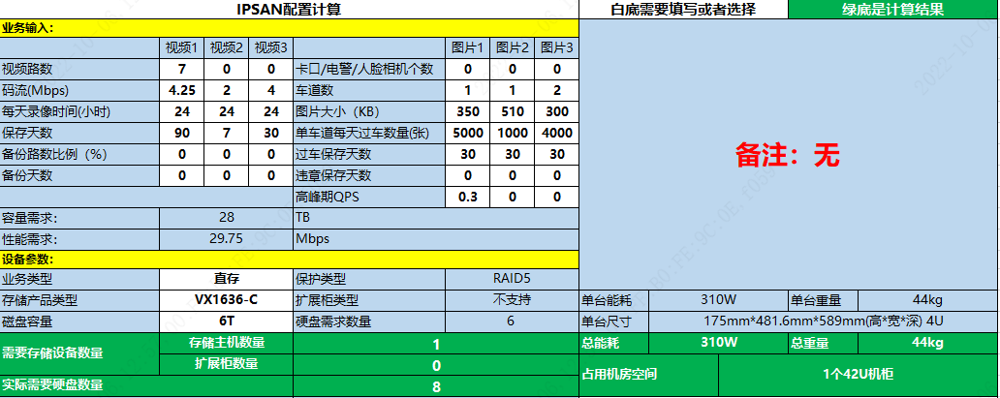 IPSAN配置计算 白底需要填写或者选择 绿底是计算结果
业务输入：
视频1 视频2 视频3 图片1 图片2 图片3
视频路数 7 0 0 卡口/电警/人脸相机个数 0 0 0
码流(Mbps) 4.25 2 4 车道数 1 1 2
每天录像时间(小时) 24 24 24 图片大小（KB） 350 510 300
保存天数 90 7 30 单车道每天过车数量(张) 5000 1000 4000
备份路数比例（%） 0 0 0 过车保存天数 30 30 30
备份天数 0 0 0 违章保存天数 0 0 0
高峰期QPS 0.3 0 0
备注：无
容量需求： 28 TB
性能需求： 29.75 Mbps
设备参数：
业务类型 直存 保护类型 RAID5
存储产品类型 VX1636-C 扩展柜类型 不支持 单台能耗 310W 单台重量 44kg
磁盘容量 6T 硬盘需求数量 6 单台尺寸 175mm*481.6mm*589mm(高*宽*深) 4U
需要存储设备数量 存储主机数量 1 总能耗 310W 总重量 44kg
扩展柜数量 0 占用机房空间 1个42U机柜
实际需要硬盘数量 8